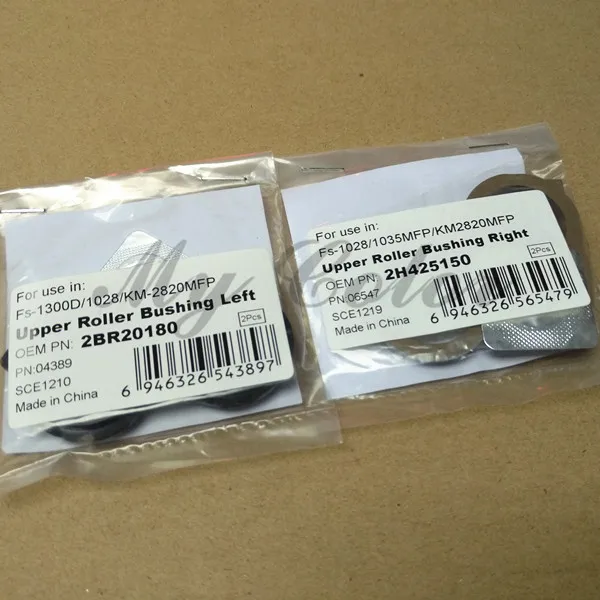 For use in:
Fs-1300D/1028/KM-2820MFP
Upper Roller Bushing Left
OEM PN: 2BR20180
2Pcs
PN:04389
SCE1210
Made in China
6 946326 543897
For use in:
Fs-1028/1035MFP/KM2820MFP
Upper Roller Bushing Right
OEM PN: 2H425150
2Pcs
PN:06547
SCE1219
Made in China
6 946326 565479
My Color